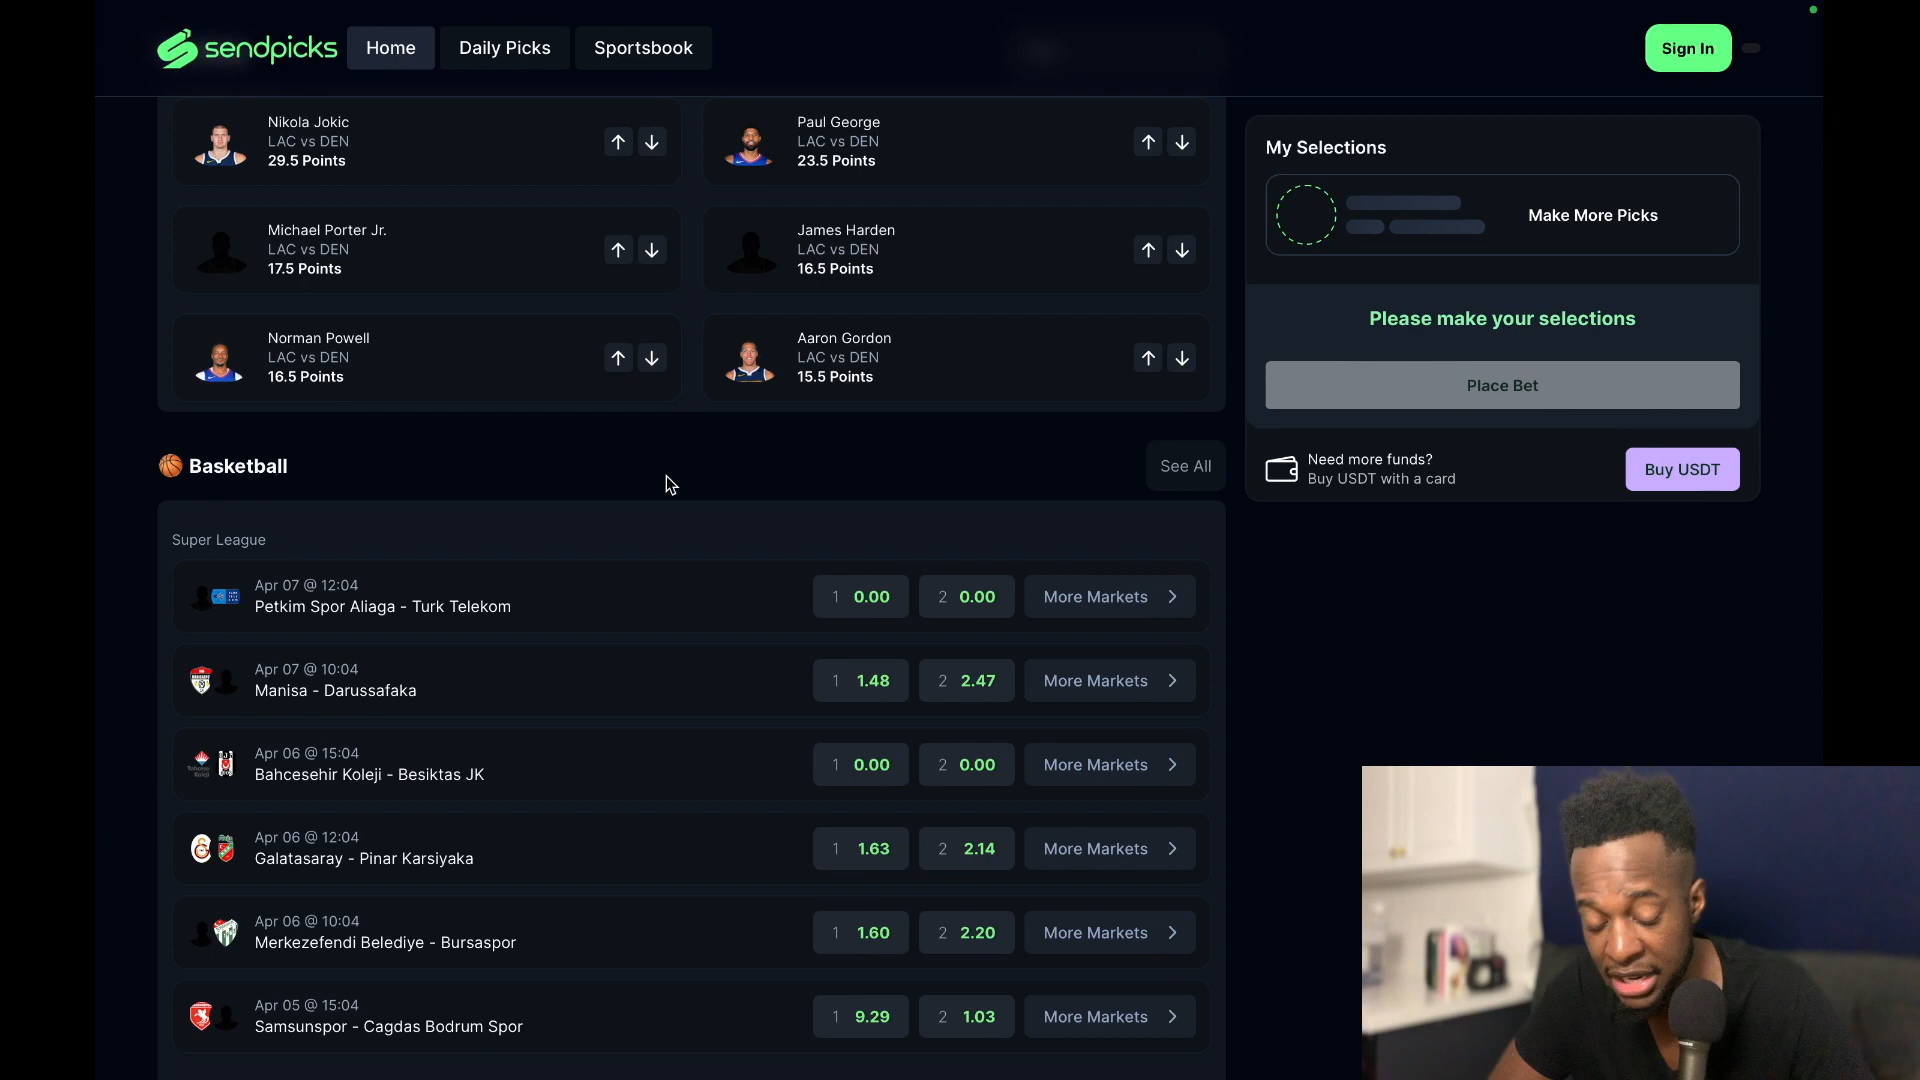 sendpicks
Home
Daily Picks
Sportsbook
Sign In
Nikola Jokic
LAC vs DEN
29.5 Points
Paul George
LAC vs DEN
23.5 Points
Michael Porter Jr.
LAC vs DEN
17.5 Points
James Harden
LAC vs DEN
16.5 Points
Norman Powell
LAC vs DEN
16.5 Points
Aaron Gordon
LAC vs DEN
15.5 Points
My Selections
Make More Picks
Please make your selections
Place Bet
Need more funds?
Buy USDT with a card
Buy USDT
Basketball
See All
Super League
Apr 07 @ 12:04
Petkim Spor Aliaga - Turk Telekom
1 0.00
2 0.00
More Markets
Apr 07 @ 10:04
Manisa - Darussafaka
1 1.48
2 2.47
More Markets
Apr 06 @ 15:04
Bahcesehir Koleji - Besiktas JK
1 0.00
2 0.00
More Markets
Apr 06 @ 12:04
Galatasaray - Pinar Karsiyaka
1 1.63
2 2.14
More Markets
Apr 06 @ 10:04
Merkezefendi Belediye - Bursaspor
1 1.60
2 2.20
More Markets
Apr 05 @ 15:04
Samsunspor - Cagdas Bodrum Spor
1 9.29
2 1.03
More Markets